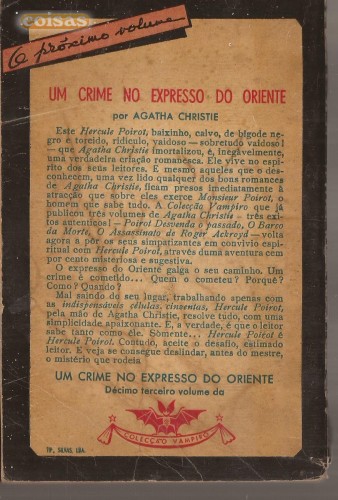 coisas
O próximo volume
UM CRIME NO EXPRESSO DO ORIENTE
por AGATHA CHRISTIE
Este Hercule Poirot, baixinho, calvo, de bigode ne-
gro e torcido, ridículo, vaidoso — sobretudo vaidoso!
— que Agatha Christie imortalizou, é, inegàvelmente,
uma verdadeira criação romanesca. Ele vive no espí-
rito dos seus leitores. E mesmo aqueles que o des-
conhecem, uma vez lido qualquer dos bons romances
de Agatha Christie, ficam presos imediatamente à
atracção que sobre eles exerce Monsieur Poirot, o
homem que sabe tudo. A Colecção Vampiro que já
publicou três volumes de Agatha Christie - três exi-
tos autentinos! — Poirot Desvenda o passado, O Barco
da Morte, O Assassinato de Roger Ackroyd — volta
agora a pôr os seus simpatizantes em convívio espi-
ritual com Hercule Poirot, através duma aventura com
por cento misteriosa e sugestiva.
O expresso do Oriente galga o seu caminho. Um
crime é cometido... Quem o cometeu? Porquê?
Como? Quando?
Mal saindo do seu lugar, trabalhando apenas com
as indispensáveis células, cinzentas, Hercule Poirot,
pela mão de Agatha Christie, resolve tudo, com uma
simplicidade apaixonante. E, a verdade, é que o leitor
sabe tanto como êle. Sòmente... Hercule Poirot é
Hercule Poirot. Contudo, aceite o desafio, estimado
leitor. E veja se consegue deslindar, antes do mestre,
o mistério que rodeia
UM CRIME NO EXPRESSO DO ORIENTE
Décimo terceiro volume da
COLECÇÃO VAMPIRO